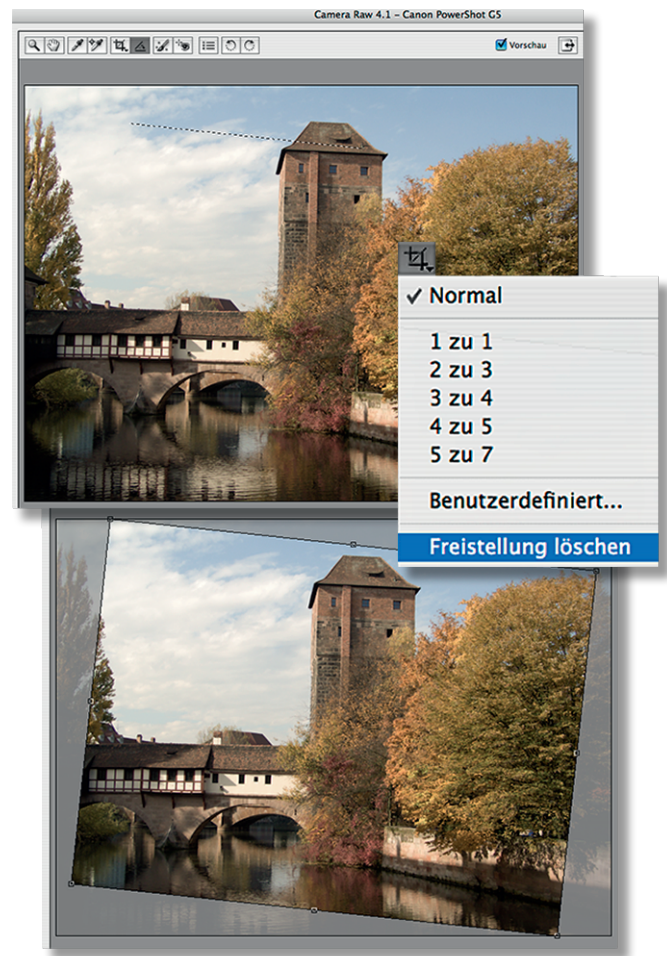 Camera Raw 4.1 – Canon PowerShot G5
Vorschau
Normal
1 zu 1
2 zu 3
3 zu 4
4 zu 5
5 zu 7
Benutzerdefiniert...
Freistellung löschen